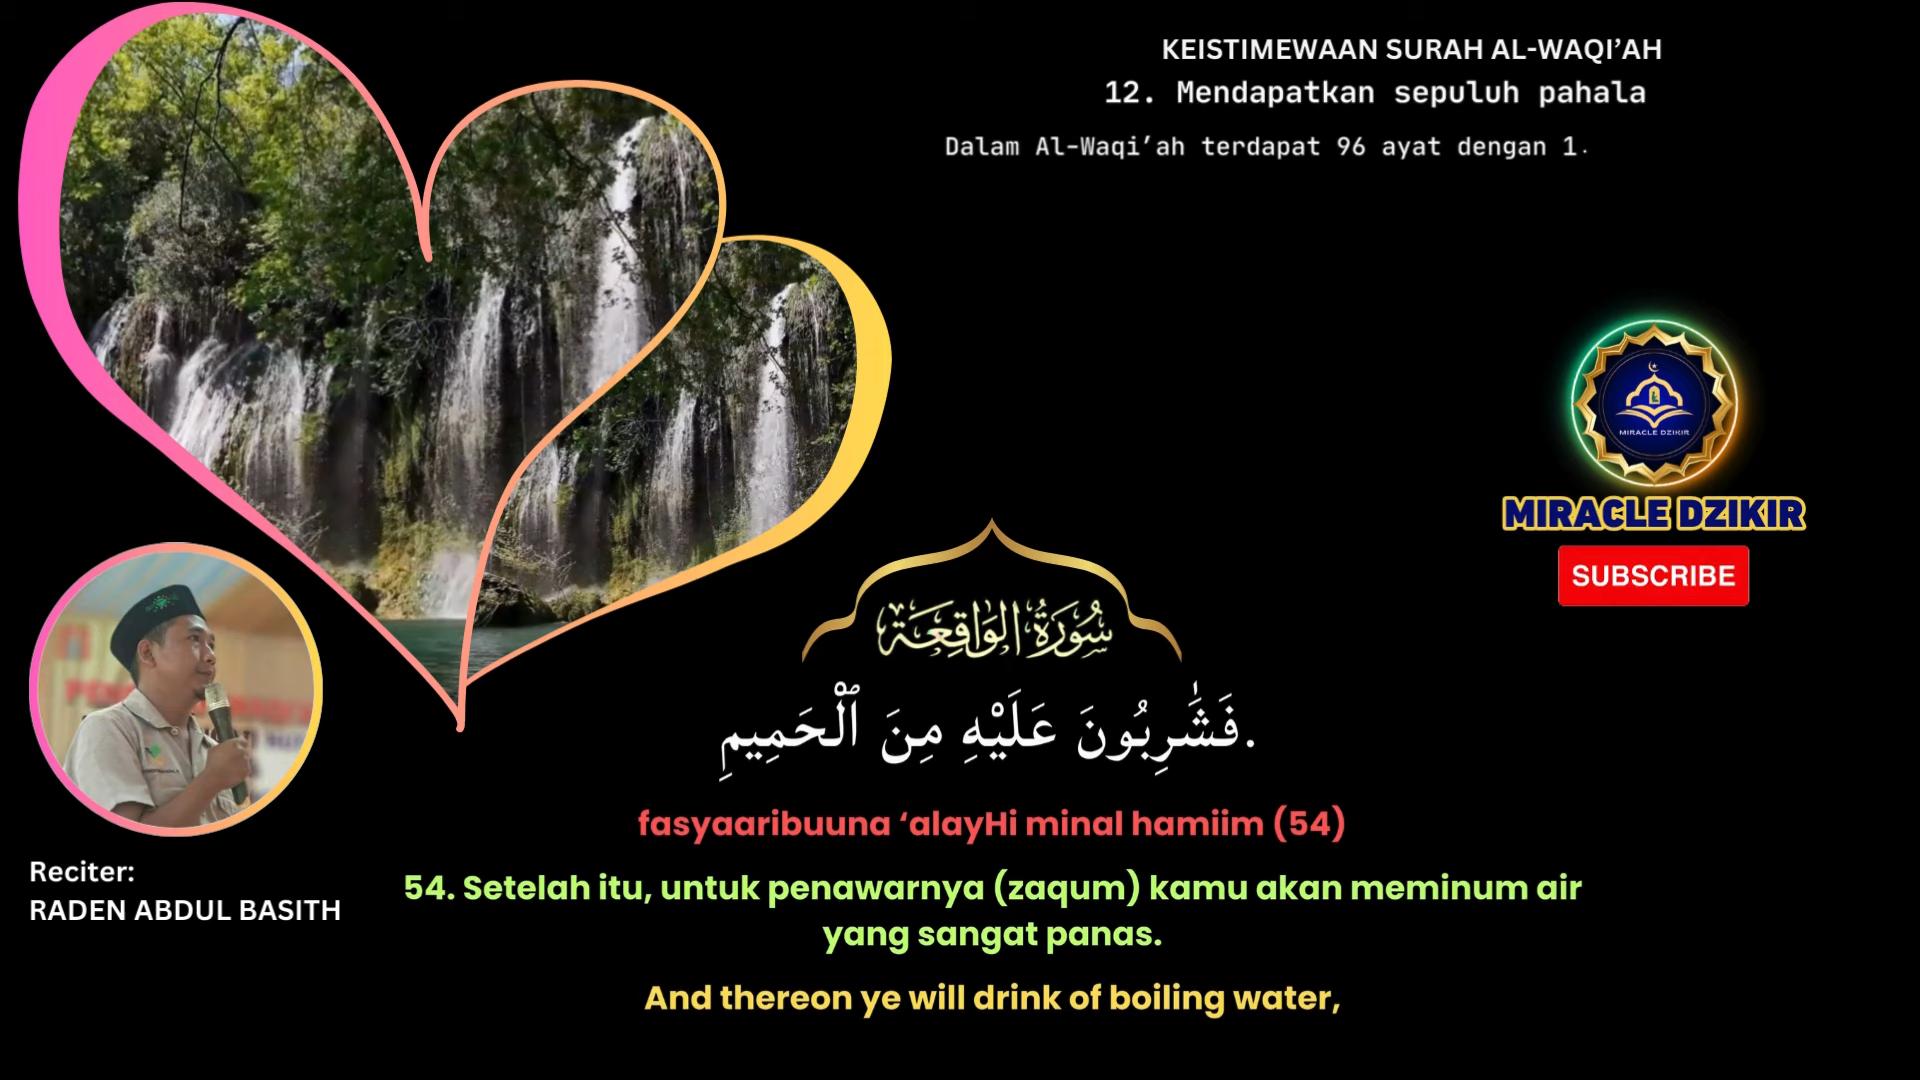 KEISTIMEWAAN SURAH AL-WAQI’AH
12. Mendapatkan sepuluh pahala
Dalam Al-Waqi’ah terdapat 96 ayat dengan 1.
MIRACLE DZIKIR
MIRACLE DZIKIR
SUBSCRIBE
سُورَةُ الوَاقِعَة
فَشَٰرِبُونَ عَلَيْهِ مِنَ ٱلْحَمِيمِ.
fasyaaribuuna ‘alayHi minal hamiim (54)
Reciter:
RADEN ABDUL BASITH
54. Setelah itu, untuk penawarnya (zaqum) kamu akan meminum air
yang sangat panas.
And thereon ye will drink of boiling water,